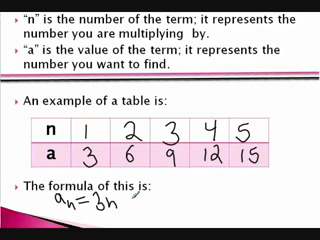 “n” is the number of the term; it represents the
number you are multiplying by.
“a” is the value of the term; it represents the
number you want to find.
An example of a table is:
n 1 2 3 4 5
a 3 6 9 12 15
The formula of this is:
aₙ = 3n